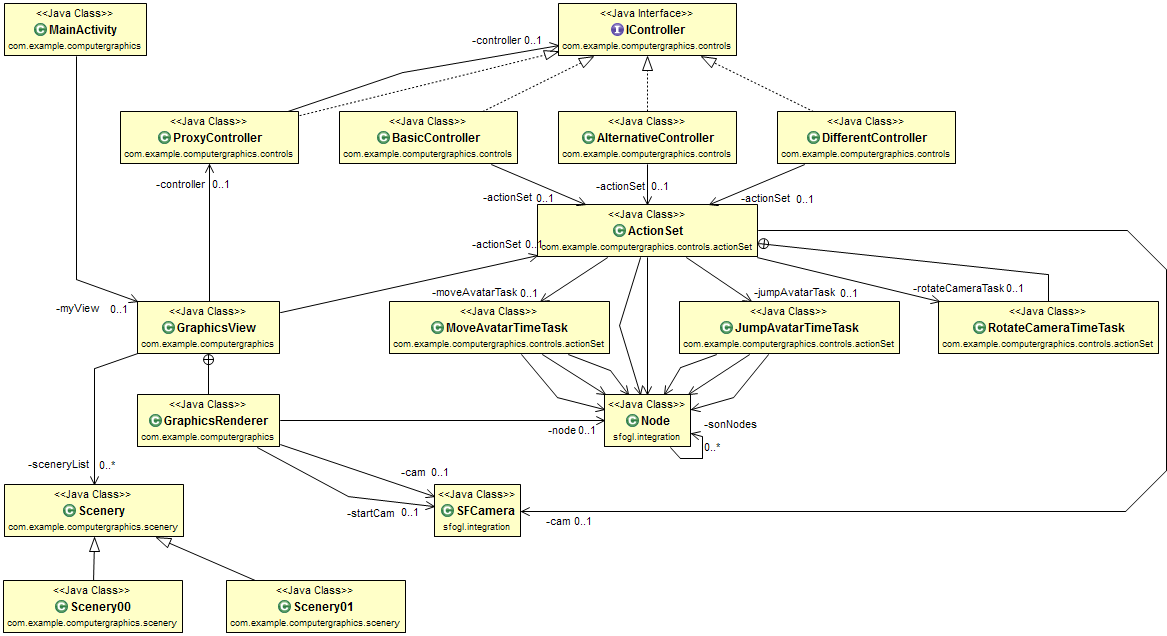 <<Java Class>>
MainActivity
com.example.computergraphics
<<Java Interface>>
IController
com.example.computergraphics.controls
-controller 0..1
<<Java Class>>
ProxyController
com.example.computergraphics.controls
<<Java Class>>
BasicController
com.example.computergraphics.controls
<<Java Class>>
AlternativeController
com.example.computergraphics.controls
<<Java Class>>
DifferentController
com.example.computergraphics.controls
-controller 0..1
-actionSet 0..1
-actionSet 0..1
-actionSet 0..1
<<Java Class>>
ActionSet
com.example.computergraphics.controls.actionSet
-actionSet 0..1
-myView 0..1
-moveAvatarTask 0..1
-jumpAvatarTask 0..1
-rotateCameraTask 0..1
<<Java Class>>
GraphicsView
com.example.computergraphics
<<Java Class>>
MoveAvatarTimeTask
com.example.computergraphics.controls.actionSet
<<Java Class>>
JumpAvatarTimeTask
com.example.computergraphics.controls.actionSet
<<Java Class>>
RotateCameraTimeTask
com.example.computergraphics.controls.actionSet
<<Java Class>>
GraphicsRenderer
com.example.computergraphics
<<Java Class>>
Node
sfogl.integration
-node 0..1
-sonNodes
0..*
-sceneryList 0..*
-cam 0..1
-startCam 0..1
<<Java Class>>
Scenery
com.example.computergraphics.scenery
<<Java Class>>
SFCamera
sfogl.integration
-cam 0..1
<<Java Class>>
Scenery00
com.example.computergraphics.scenery
<<Java Class>>
Scenery01
com.example.computergraphics.scenery